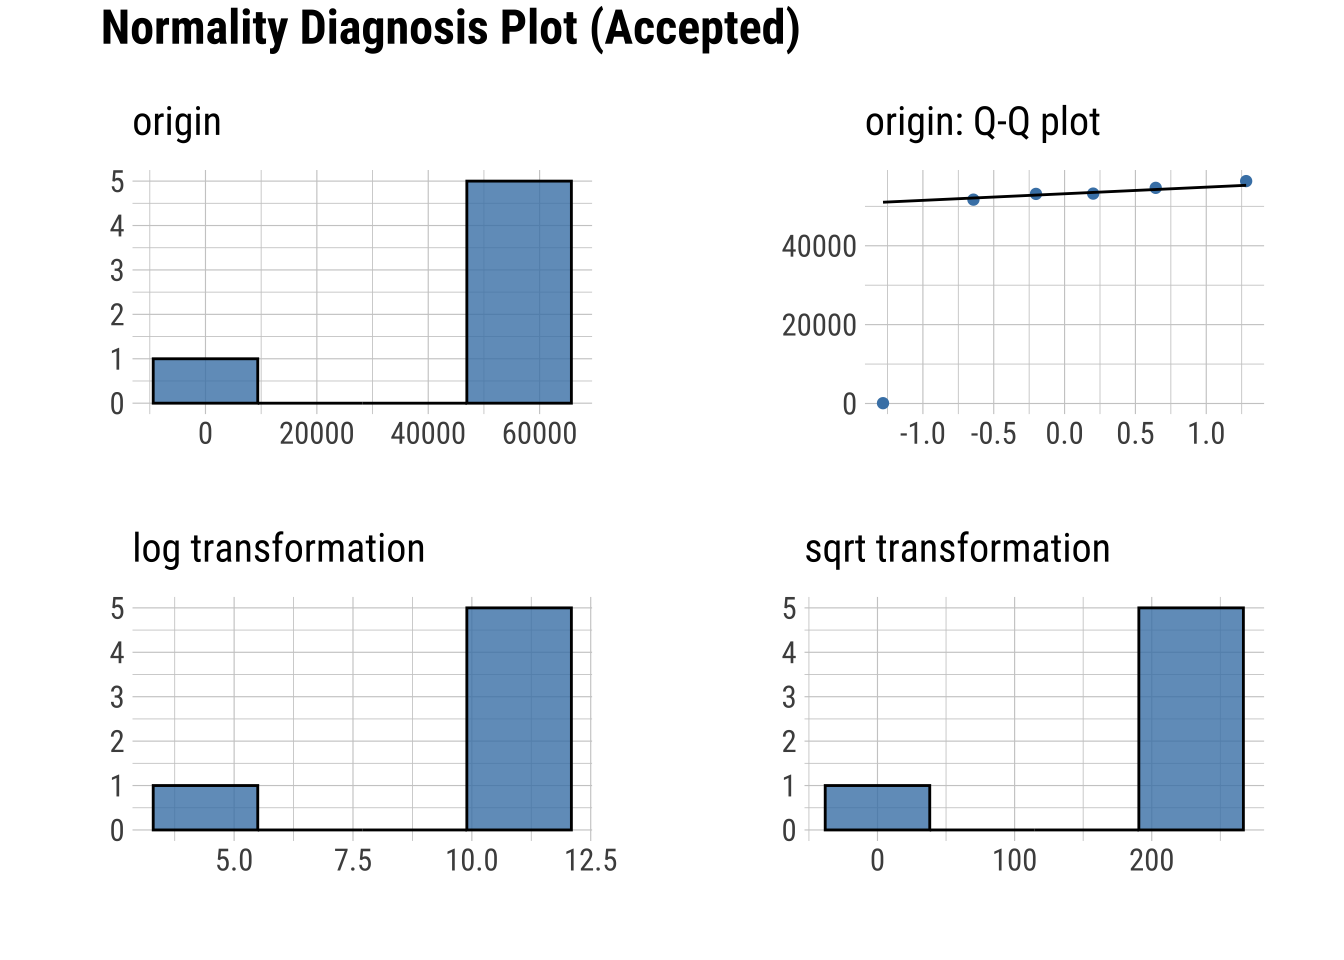 Normality Diagnosis Plot (Accepted)
origin
5
4
3
2
1
0
0 20000 40000 60000
origin: Q-Q plot
40000
20000
0
-1.0 -0.5 0.0 0.5 1.0
log transformation
5
4
3
2
1
0
5.0 7.5 10.0 12.5
sqrt transformation
5
4
3
2
1
0
0 100 200